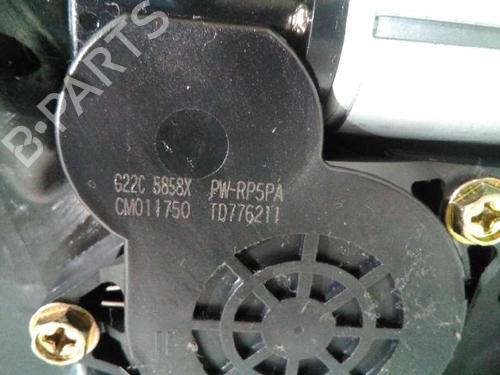 B-PARTS
G22C 5858X PW-RP5PA
CM011750 TD776211